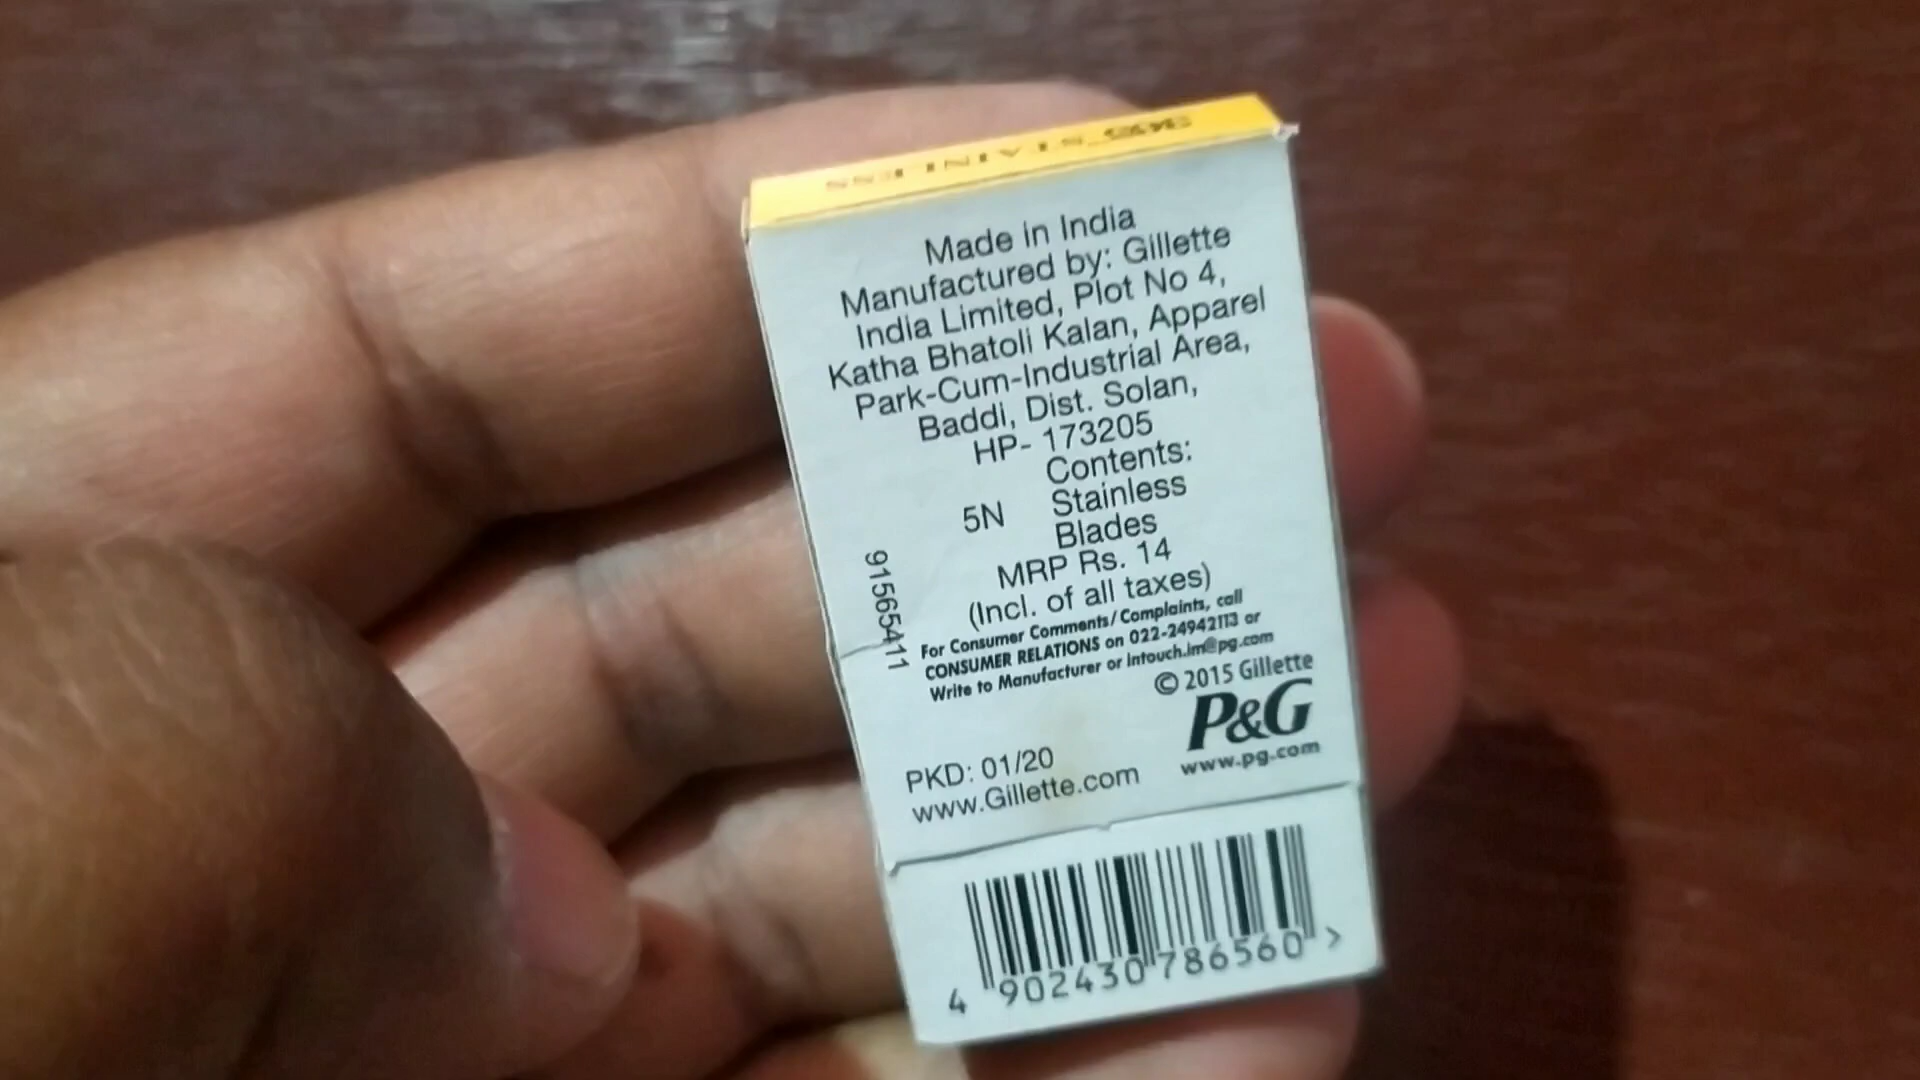 STAINLESS
Made in India
Manufactured by: Gillette
India Limited, Plot No 4,
Katha Bhatoli Kalan, Apparel
Park-Cum-Industrial Area,
Baddi, Dist. Solan,
HP- 173205
Contents:
5N Stainless
Blades
MRP Rs. 14
(Incl. of all taxes)
91565411
For Consumer Comments/Complaints, call
CONSUMER RELATIONS on 022-24942113 or
Write to Manufacturer or intouch.im@pg.com
© 2015 Gillette
P&G
www.pg.com
PKD: 01/20
www.Gillette.com
4 902430 786560 >